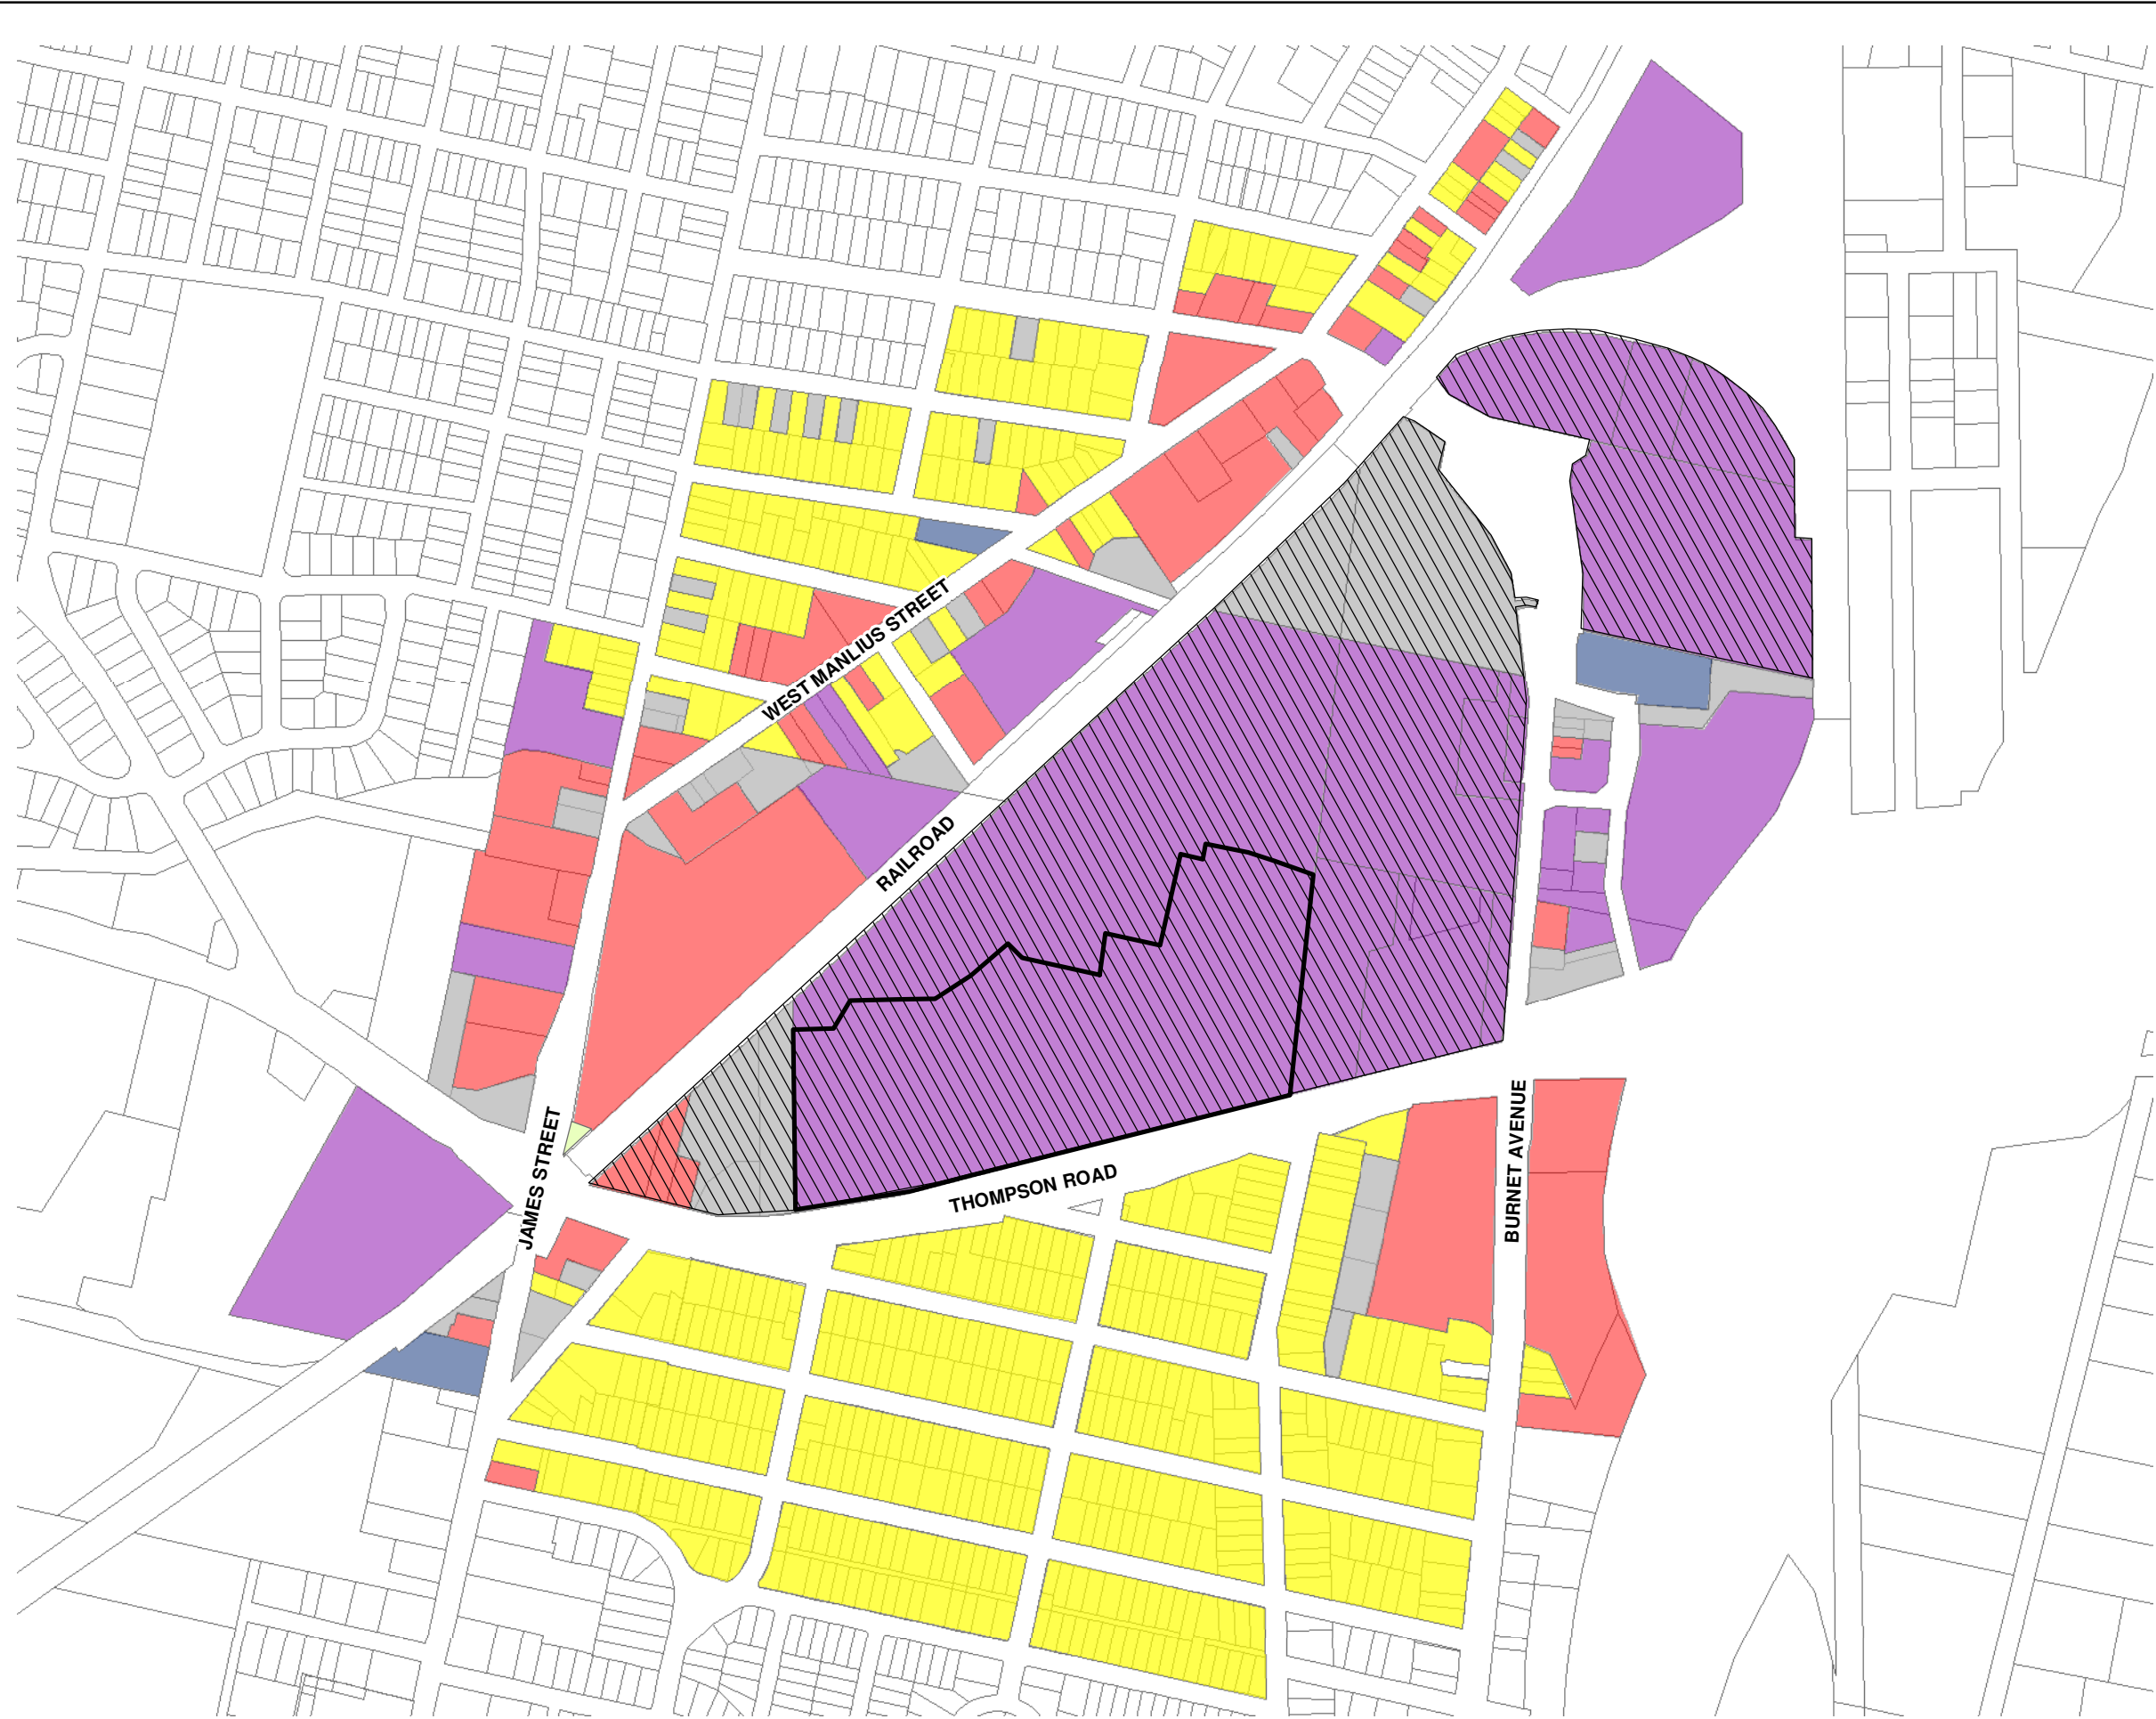 WEST MANLIUS STREET
RAILROAD
JAMES STREET
THOMPSON ROAD
BURNET AVENUE